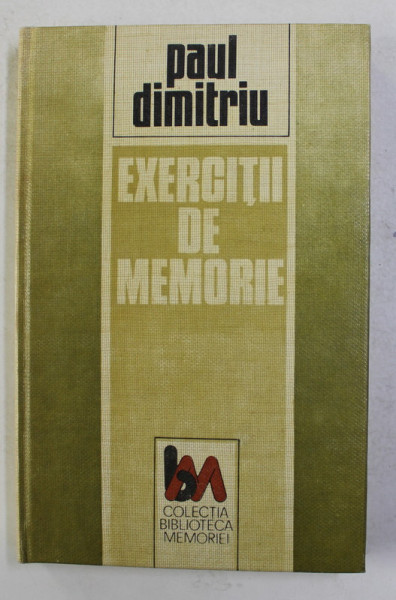 paul
dimitriu
EXERCIȚII
DE
MEMORIE
bM
COLECȚIA
BIBLIOTECA
MEMORIEI